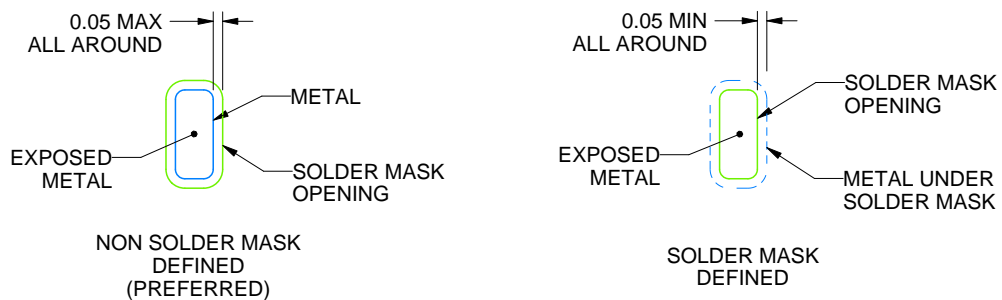 0.05 MAX
ALL AROUND
METAL
EXPOSED
METAL
SOLDER MASK
OPENING
NON SOLDER MASK
DEFINED
(PREFERRED)
0.05 MIN
ALL AROUND
SOLDER MASK
OPENING
EXPOSED
METAL
METAL UNDER
SOLDER MASK
SOLDER MASK
DEFINED